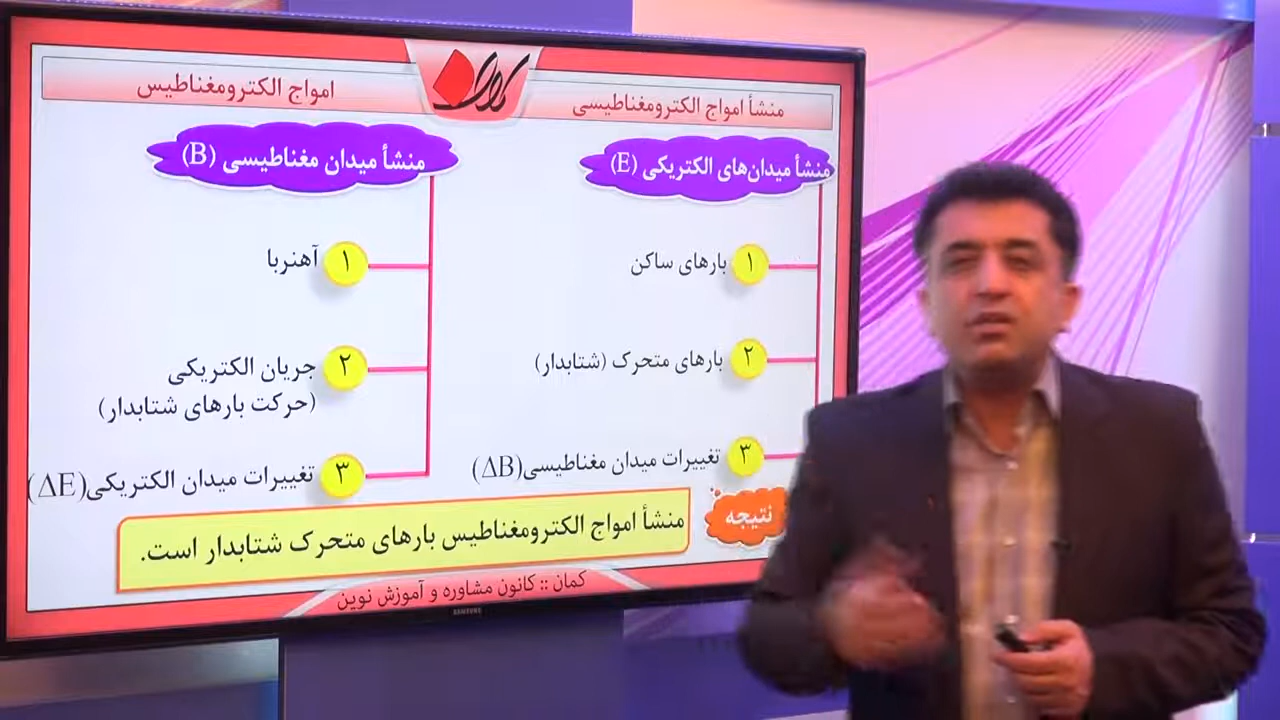 منشأ امواج الکترومغناطیسی
امواج الکترومغناطیس
کمان
منشأ میدان‌های الکتریکی (E)
۱ بارهای ساکن
۲ بارهای متحرک (شتابدار)
۳ تغییرات میدان مغناطیسی (ΔB)
منشأ میدان مغناطیسی (B)
۱ آهنربا
۲ جریان الکتریکی
(حرکت بارهای شتابدار)
۳ تغییرات میدان الکتریکی (ΔE)
نتیجه
منشأ امواج الکترومغناطیس بارهای متحرک شتابدار است.
کمان :: کانون مشاوره و آموزش نوین
SAMSUNG